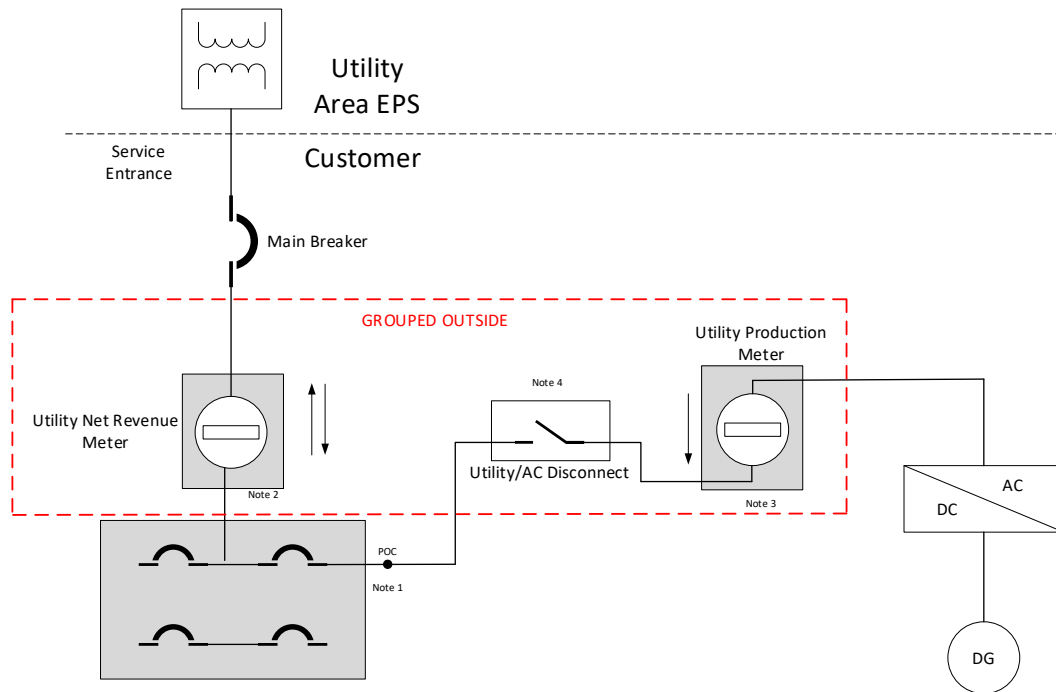 Utility
Area EPS
Service
Entrance
Customer
Main Breaker
GROUPED OUTSIDE
Utility Production
Meter
Note 4
Utility Net Revenue
Meter
Utility/AC Disconnect
Note 2
Note 3
AC
DC
POC
Note 1
DG